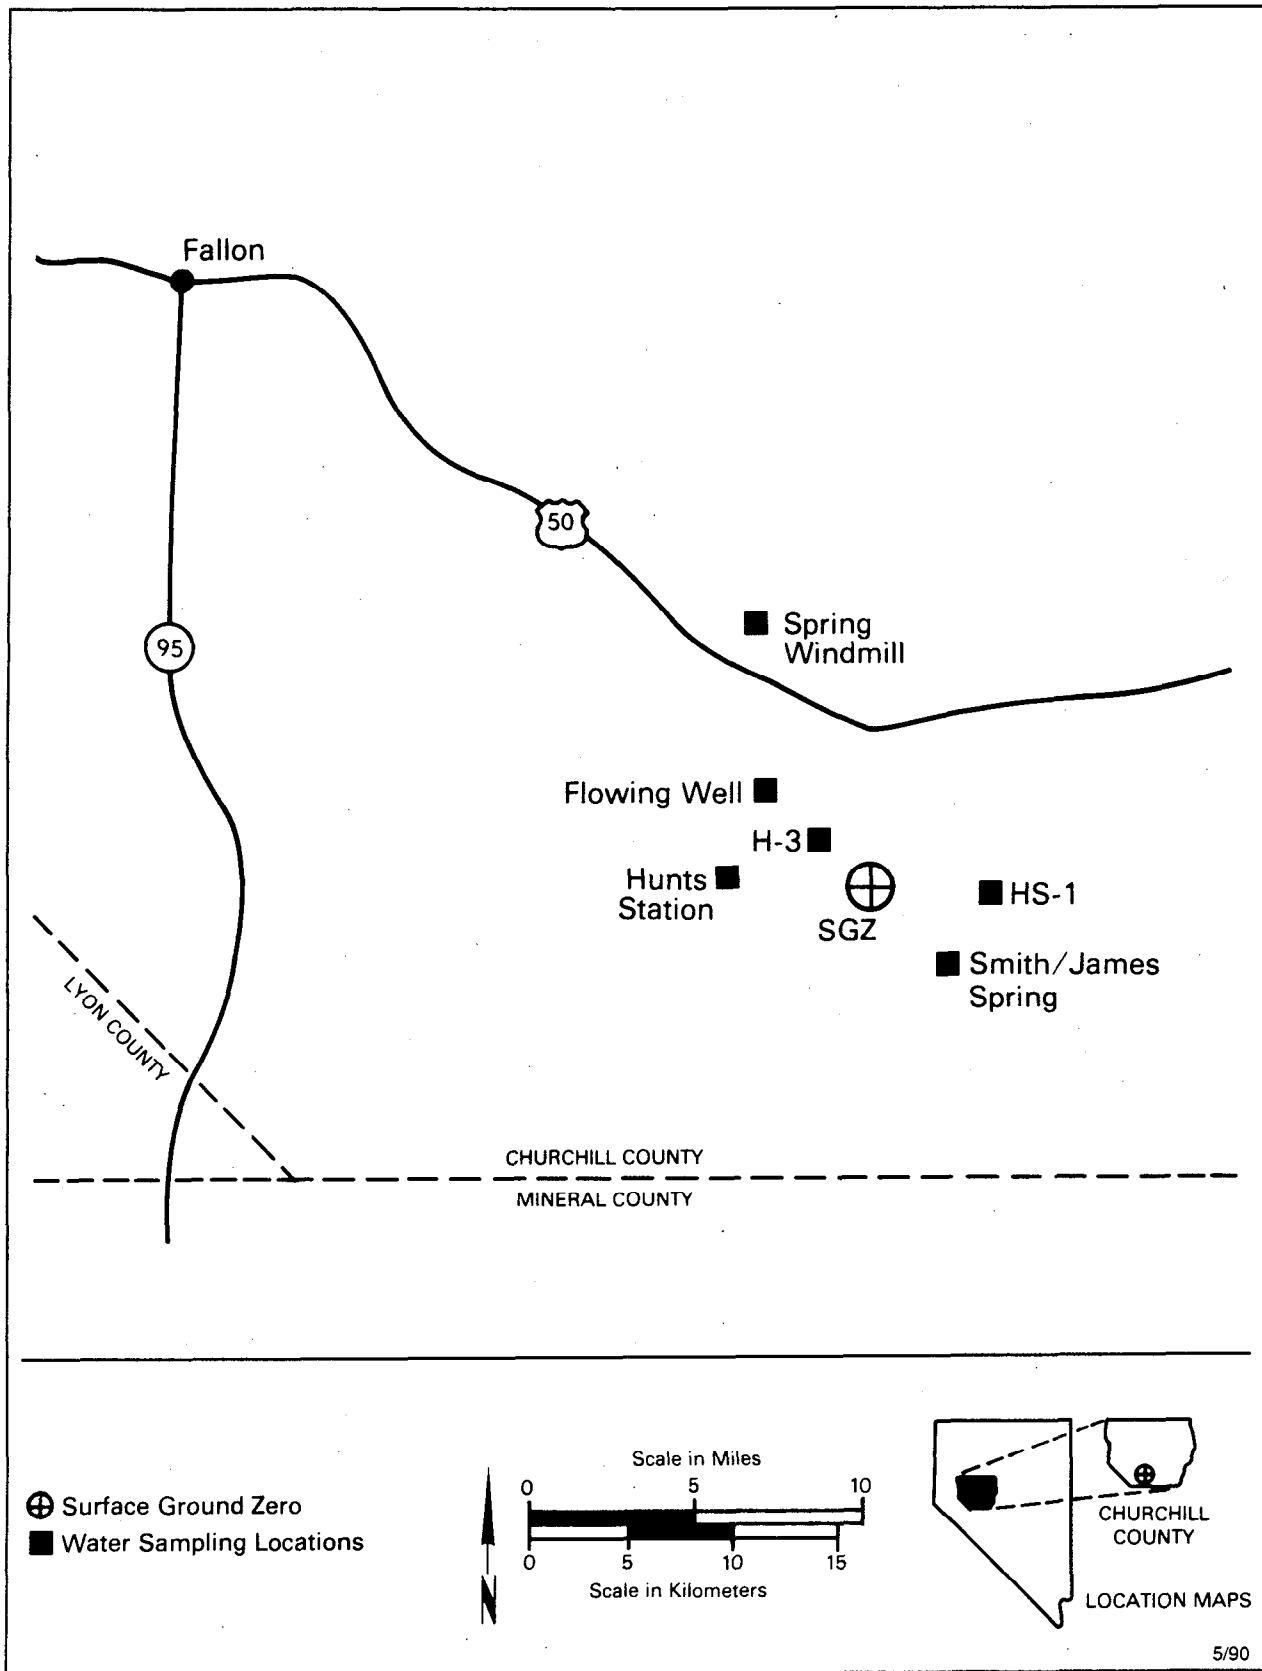 Fallon
50
95
Spring
Windmill
Flowing Well
H-3
Hunts
Station
SGZ
HS-1
Smith/James
Spring
LYON COUNTY
CHURCHILL COUNTY
MINERAL COUNTY
Surface Ground Zero
Water Sampling Locations
N
Scale in Miles
0 5 10
0 5 10 15
Scale in Kilometers
CHURCHILL
COUNTY
LOCATION MAPS
5/90